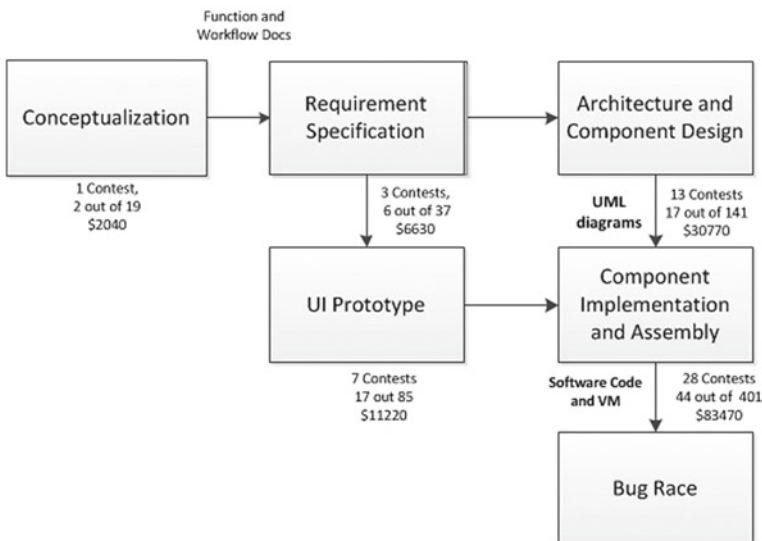 Function and
Workflow Docs
Conceptualization
Requirement
Specification
Architecture and
Component Design
1 Contest,
2 out of 19
$2040
3 Contests,
6 out of 37
$6630
UML
diagrams
13 Contests
17 out of 141
$30770
UI Prototype
Component
Implementation
and Assembly
7 Contests
17 out 85
$11220
Software Code
and VM
28 Contests
44 out of 401
$83470
Bug Race